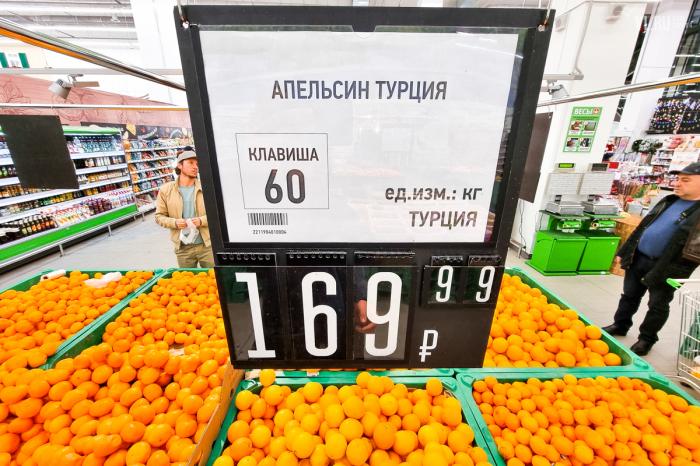 АПЕЛЬСИН ТУРЦИЯ
КЛАВИША
60
ед.изм.: кг
ТУРЦИЯ
169 99 ₽
ВЕСЫ